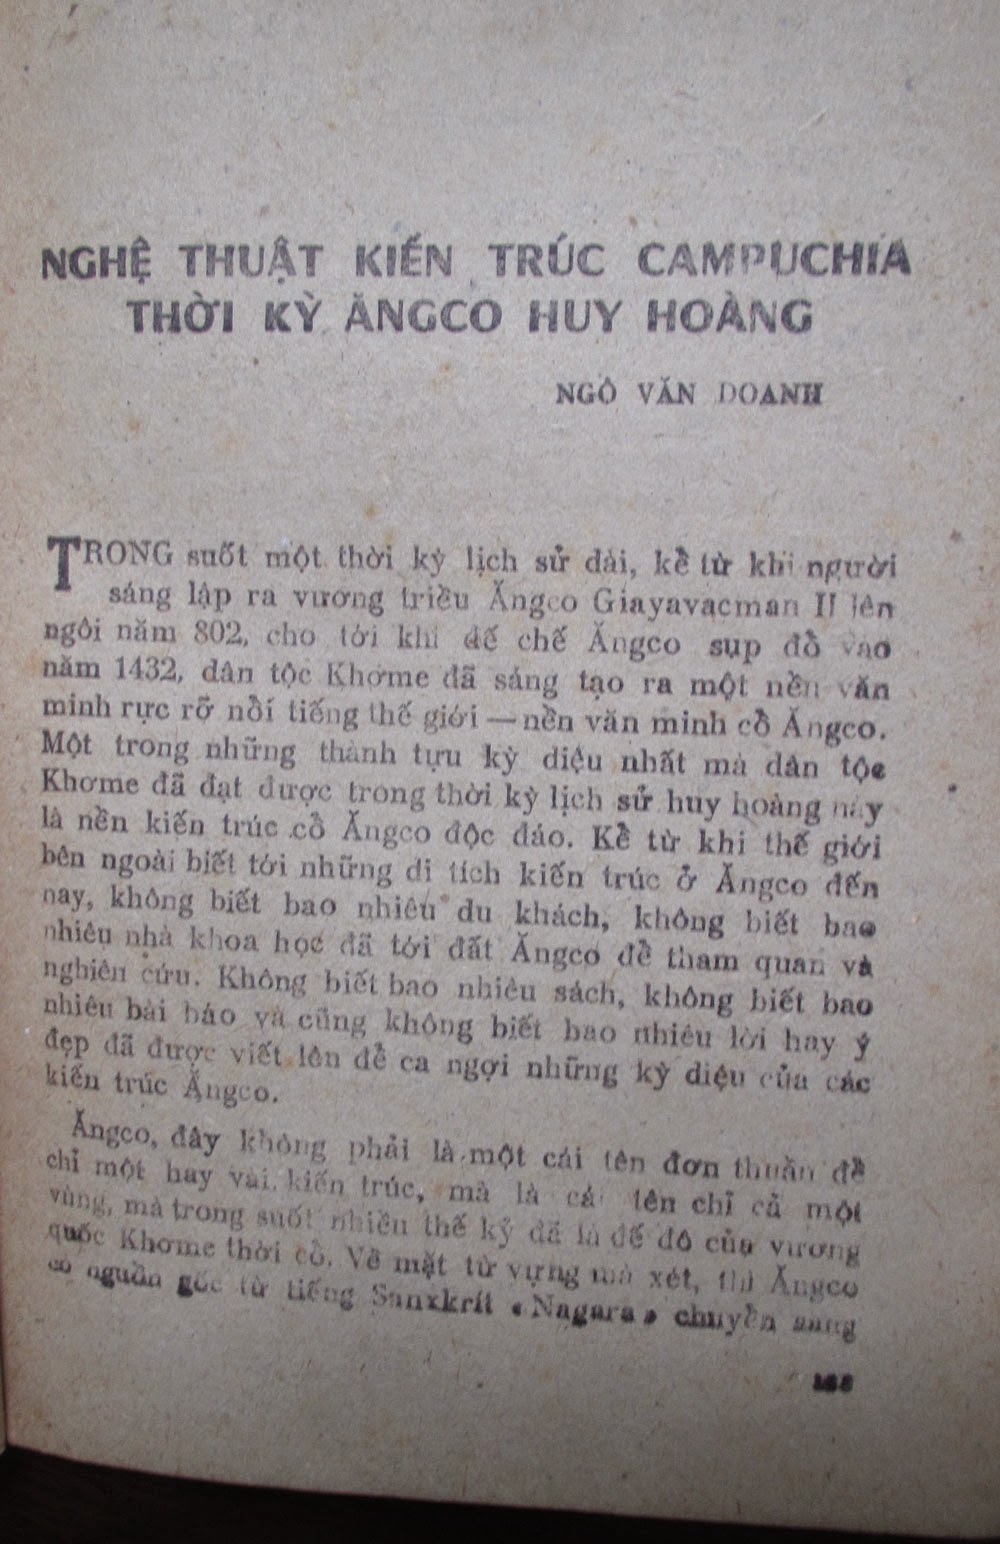 NGHỆ THUẬT KIẾN TRÚC CAMPUCHIA
THỜI KỲ ĂNGCO HUY HOÀNG
NGÔ VĂN DOANH
TRONG suốt một thời kỳ lịch sử dài, kể từ khi người
sáng lập ra vương triều Ăngco Giayavacman II lên
ngôi năm 802, cho tới khi đế chế Ăngco sụp đổ vào
năm 1432, dân tộc Khơme đã sáng tạo ra một nền văn
minh rực rỡ nổi tiếng thế giới — nền văn minh cổ Ăngco.
Một trong những thành tựu kỳ diệu nhất mà dân tộc
Khơme đã đạt được trong thời kỳ lịch sử huy hoàng này
là nền kiến trúc cổ Ăngco độc đáo. Kể từ khi thế giới
bên ngoài biết tới những di tích kiến trúc ở Ăngco đến
nay, không biết bao nhiêu du khách, không biết bao
nhiêu nhà khoa học đã tới đất Ăngco để tham quan và
nghiên cứu. Không biết bao nhiêu sách, không biết bao
nhiêu bài báo và cũng không biết bao nhiêu lời hay ý
đẹp đã được viết lên để ca ngợi những kỳ diệu của các
kiến trúc Ăngco.
Ăngco, đây không phải là một cái tên đơn thuần để
chỉ một hay vài kiến trúc, mà là cái tên chỉ cả một
vùng, mà trong suốt nhiều thế kỷ đã là đế đô của vương
quốc Khơme thời cổ. Về mặt từ vựng mà xét, thì Ăngco
có nguồn gốc từ tiếng Sanxkrit «Nagara» chuyển sang